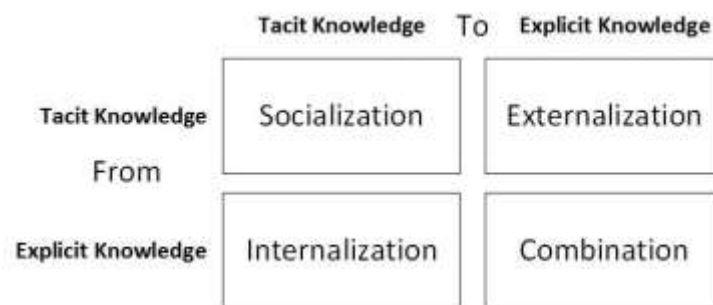 Tacit Knowledge To Explicit Knowledge
Tacit Knowledge Socialization Externalization
From
Explicit Knowledge Internalization Combination